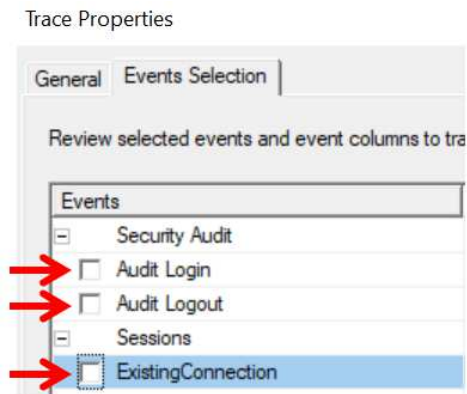 Trace Properties
General Events Selection
Review selected events and event columns to tra
Events
Security Audit
Audit Login
Audit Logout
Sessions
ExistingConnection